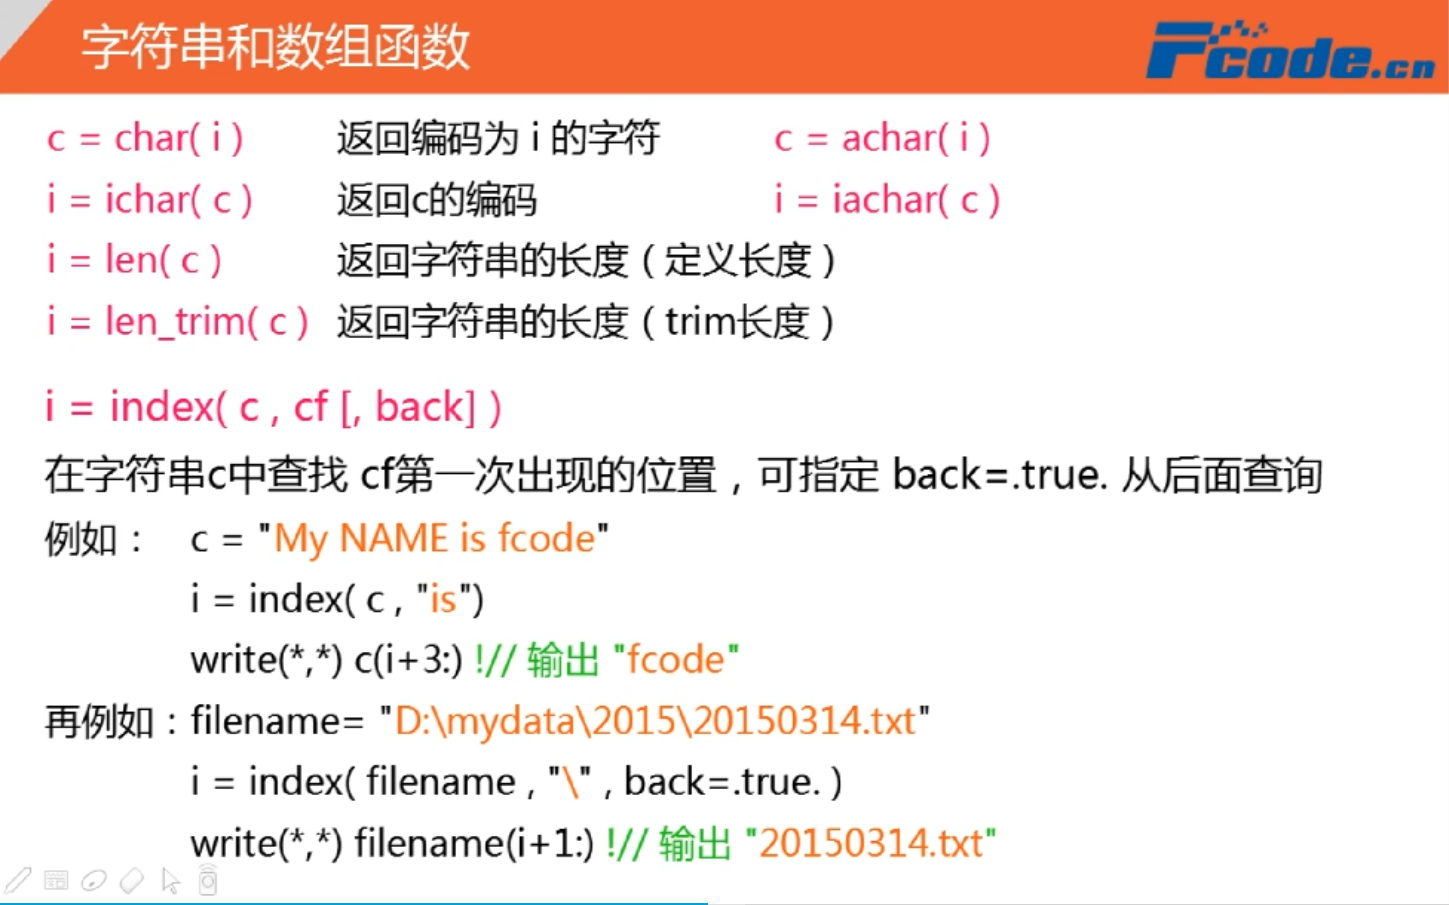 字符串和数组函数 Fcode.cn
c = char( i ) 返回编码为 i 的字符 c = achar( i )
i = ichar( c ) 返回c的编码 i = iachar( c )
i = len( c ) 返回字符串的长度（定义长度）
i = len_trim( c ) 返回字符串的长度（trim长度）
i = index( c , cf [, back] )
在字符串c中查找 cf第一次出现的位置，可指定 back=.true. 从后面查询
例如： c = "My NAME is fcode"
i = index( c , "is")
write(*,*) c(i+3:) !// 输出 "fcode"
再例如：filename= "D:\mydata\2015\20150314.txt"
i = index( filename , "\" , back=.true. )
write(*,*) filename(i+1:) !// 输出 "20150314.txt"